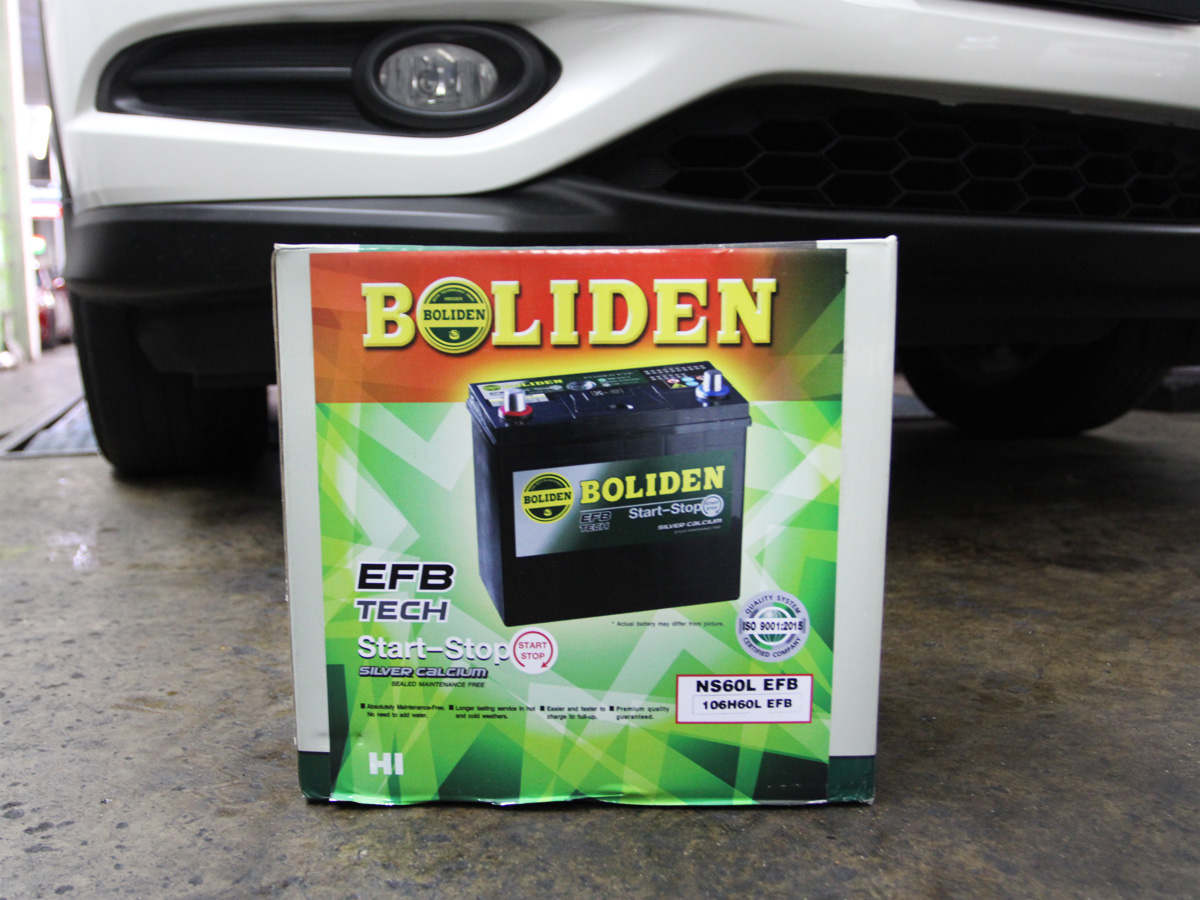 BOLIDEN
BOLIDEN
BOLIDEN
BOLIDEN
BOLIDEN
EFB
TECH
Start-Stop
SILVER CALCIUM
* Actual battery may differ from picture.
EFB
TECH
Start-Stop
START
STOP
SILVER CALCIUM
SEALED MAINTENANCE FREE
QUALITY SYSTEM
ISO 9001:2015
CERTIFIED COMPANY
NS60L EFB
106H60L EFB
Absolutely Maintenance-Free.
No need to add water.
Longer lasting service in hot
and cold weathers.
Easier and faster to
charge to full-up.
Premium quality
guaranteed.
HI